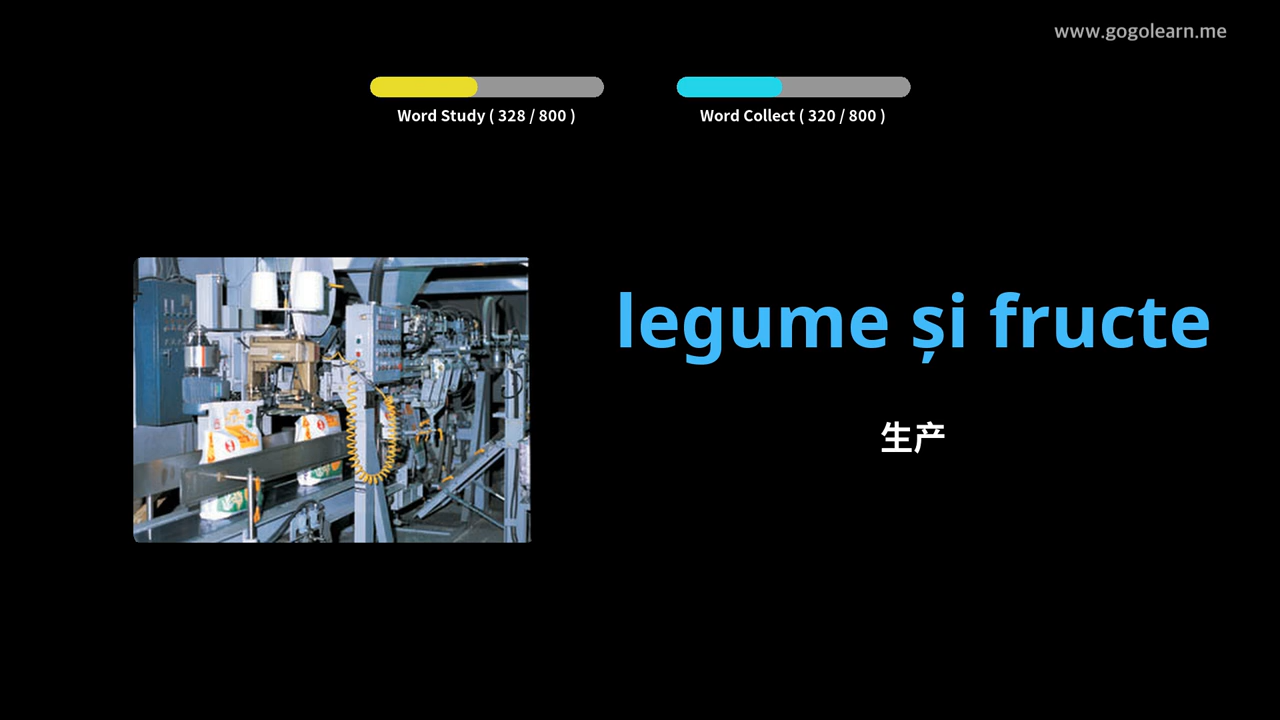 www.gogolearn.me
Word Study ( 328 / 800 )
Word Collect ( 320 / 800 )
legume și fructe
生产